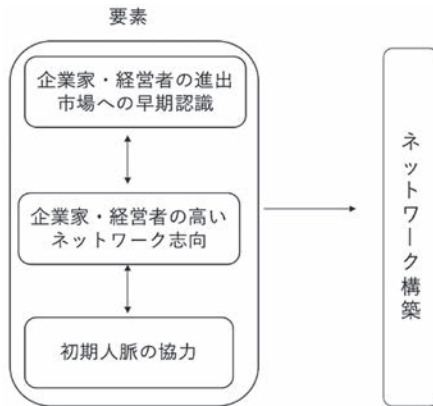 要素
企業家・経営者の進出
市場への早期認識
企業家・経営者の高い
ネットワーク志向
初期人脈の協力
ネットワーク構築